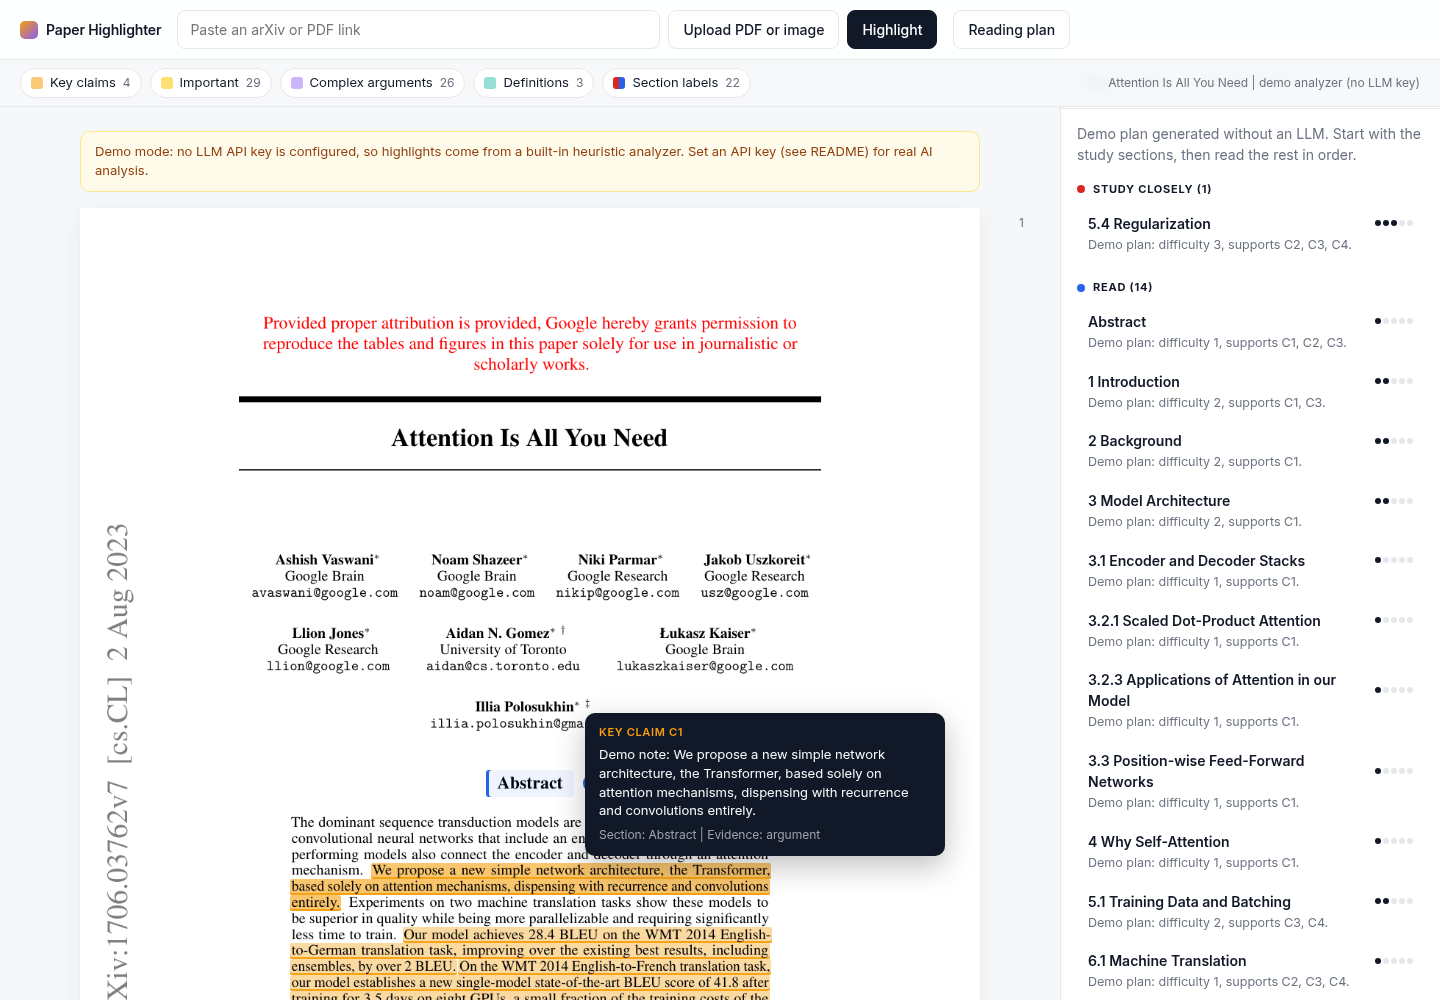 Paper Highlighter
Paste an arXiv or PDF link
Upload PDF or image
Highlight
Reading plan
Key claims 4
Important 29
Complex arguments 26
Definitions 3
Section labels 22
Attention Is All You Need | demo analyzer (no LLM key)
Demo mode: no LLM API key is configured, so highlights come from a built-in heuristic analyzer. Set an API key (see README) for real AI
analysis.
1
Provided proper attribution is provided, Google hereby grants permission to
reproduce the tables and figures in this paper solely for use in journalistic or
scholarly works.
Attention Is All You Need
Ashish Vaswani*
Google Brain
avaswani@google.com
Noam Shazeer*
Google Brain
noam@google.com
Niki Parmar*
Google Research
nikip@google.com
Jakob Uszkoreit*
Google Research
usz@google.com
Llion Jones*
Google Research
llion@google.com
Aidan N. Gomez* †
University of Toronto
aidan@cs.toronto.edu
Łukasz Kaiser*
Google Brain
lukaszkaiser@google.com
Illia Polosukhin* ‡
illia.polosukhin@gma
Xiv:1706.03762v7 [cs.CL] 2 Aug 2023
KEY CLAIM C1
Demo note: We propose a new simple network
architecture, the Transformer, based solely on
attention mechanisms, dispensing with recurrence
and convolutions entirely.
Section: Abstract | Evidence: argument
Abstract
The dominant sequence transduction models are
convolutional neural networks that include an en
performing models also connect the encoder and decoder through an attention
mechanism. We propose a new simple network architecture, the Transformer,
based solely on attention mechanisms, dispensing with recurrence and convolutions
entirely. Experiments on two machine translation tasks show these models to
be superior in quality while being more parallelizable and requiring significantly
less time to train. Our model achieves 28.4 BLEU on the WMT 2014 English-
to-German translation task, improving over the existing best results, including
ensembles, by over 2 BLEU. On the WMT 2014 English-to-French translation task,
our model establishes a new single-model state-of-the-art BLEU score of 41.8 after
training for 3.5 days on eight GPUs, a small fraction of the training costs of the
Demo plan generated without an LLM. Start with the
study sections, then read the rest in order.
STUDY CLOSELY (1)
5.4 Regularization
Demo plan: difficulty 3, supports C2, C3, C4.
READ (14)
Abstract
Demo plan: difficulty 1, supports C1, C2, C3.
1 Introduction
Demo plan: difficulty 2, supports C1, C3.
2 Background
Demo plan: difficulty 2, supports C1.
3 Model Architecture
Demo plan: difficulty 2, supports C1.
3.1 Encoder and Decoder Stacks
Demo plan: difficulty 1, supports C1.
3.2.1 Scaled Dot-Product Attention
Demo plan: difficulty 1, supports C1.
3.2.3 Applications of Attention in our
Model
Demo plan: difficulty 1, supports C1.
3.3 Position-wise Feed-Forward
Networks
Demo plan: difficulty 1, supports C1.
4 Why Self-Attention
Demo plan: difficulty 1, supports C1.
5.1 Training Data and Batching
Demo plan: difficulty 2, supports C3, C4.
6.1 Machine Translation
Demo plan: difficulty 1, supports C2, C3, C4.